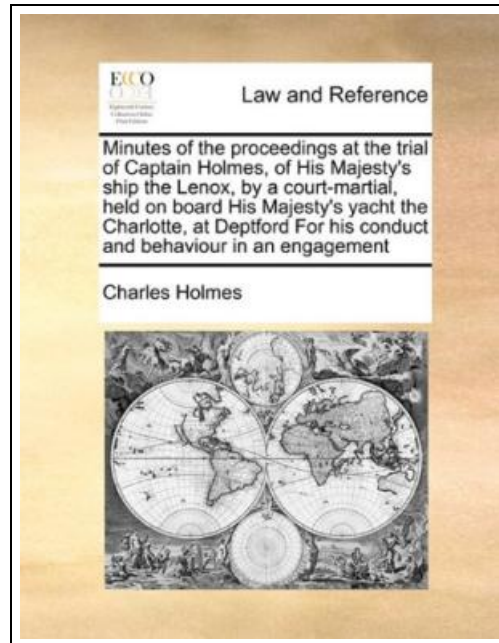 ECCO
Law and Reference
Minutes of the proceedings at the trial
of Captain Holmes, of His Majesty's
ship the Lenox, by a court-martial,
held on board His Majesty's yacht the
Charlotte, at Deptford For his conduct
and behaviour in an engagement
Charles Holmes